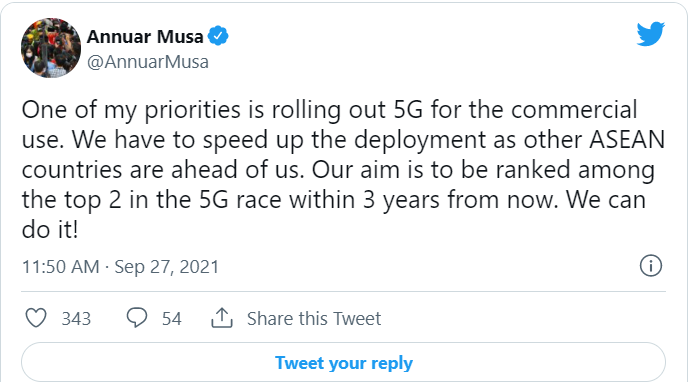 Annuar Musa
@AnnuarMusa
One of my priorities is rolling out 5G for the commercial
use. We have to speed up the deployment as other ASEAN
countries are ahead of us. Our aim is to be ranked among
the top 2 in the 5G race within 3 years from now. We can
do it!
11:50 AM · Sep 27, 2021
343 54 Share this Tweet
Tweet your reply